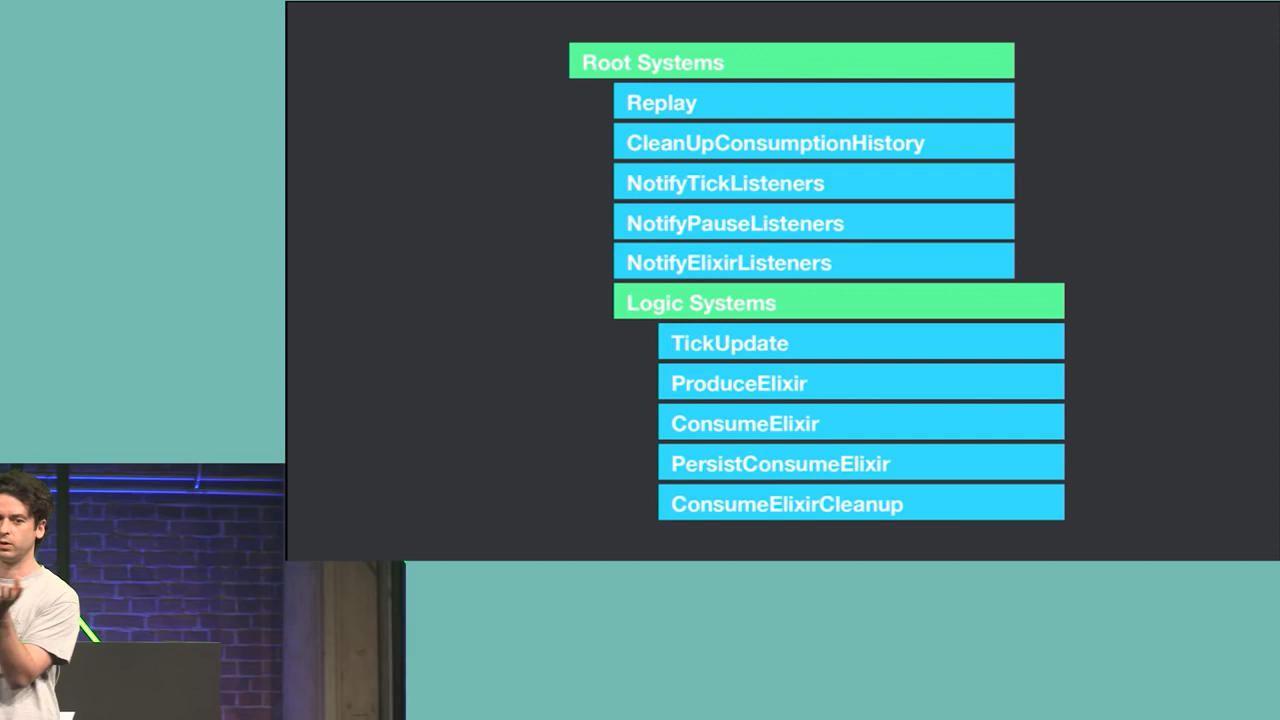 Root Systems
Replay
CleanUpConsumptionHistory
NotifyTickListeners
NotifyPauseListeners
NotifyElixirListeners
Logic Systems
TickUpdate
ProduceElixir
ConsumeElixir
PersistConsumeElixir
ConsumeElixirCleanup